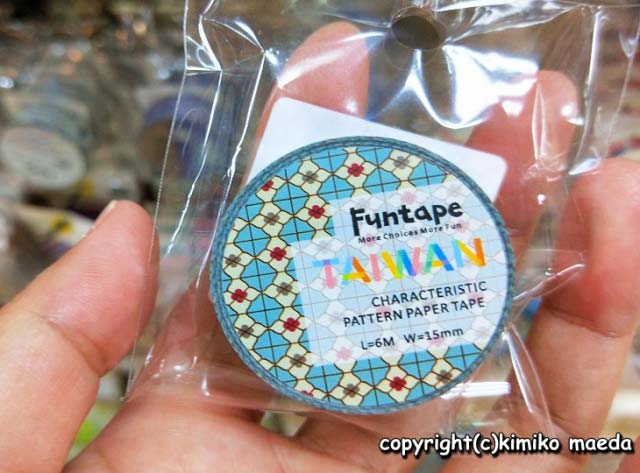 Funtape
More Choices More Fun
TAIWAN
CHARACTERISTIC
PATTERN PAPER TAPE
L=6M W=15mm
copyright(c)kimiko maeda